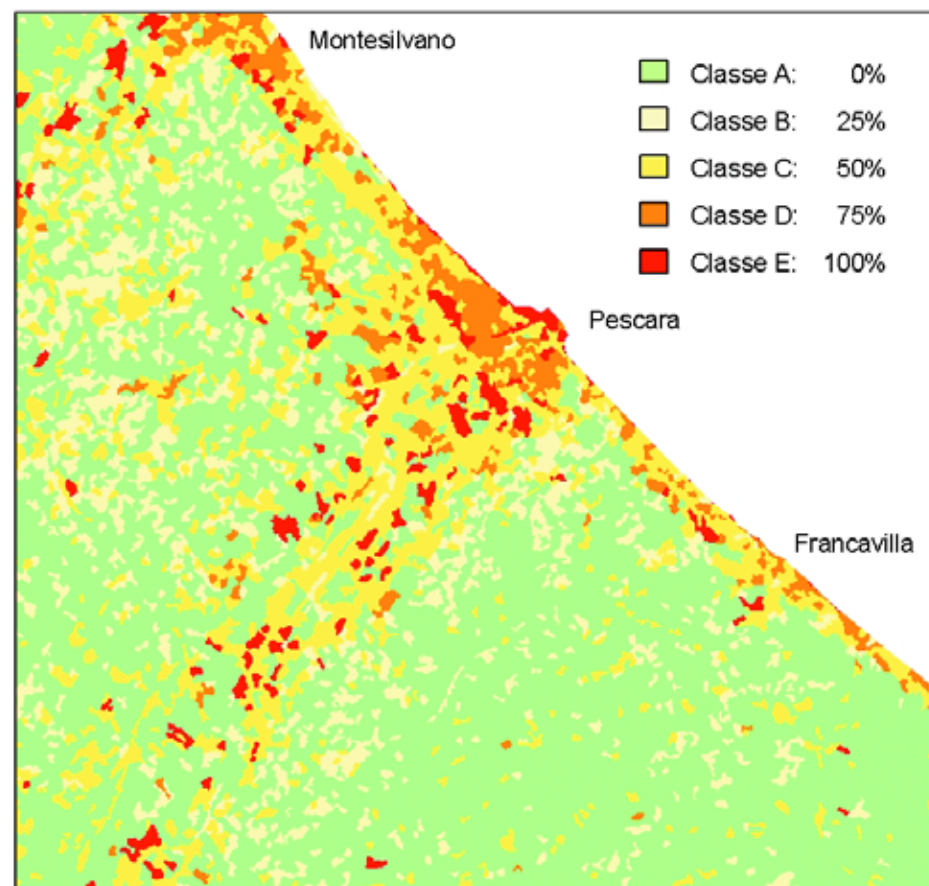 Montesilvano
Classe A: 0%
Classe B: 25%
Classe C: 50%
Classe D: 75%
Classe E: 100%
Pescara
Francavilla